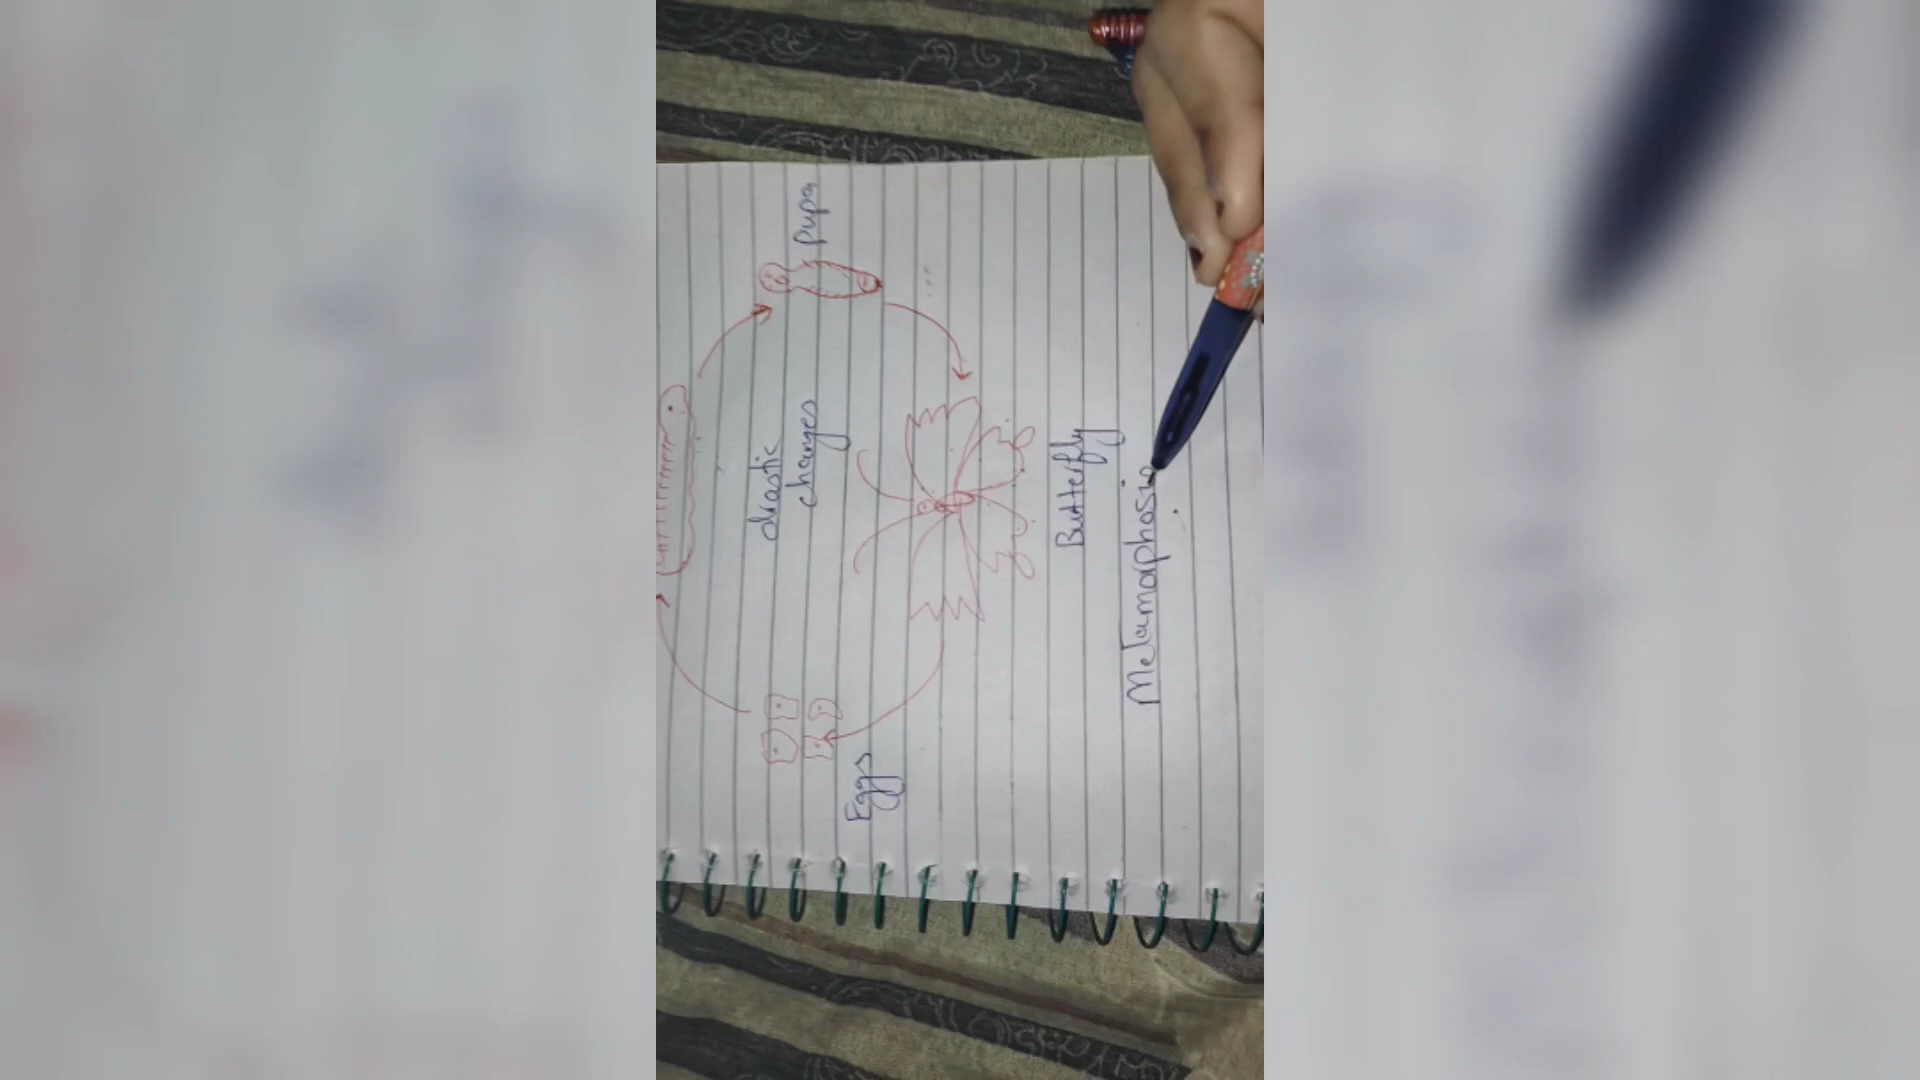 Pupa
drastic
changes
Eggs
Butterfly
Metamorphosis